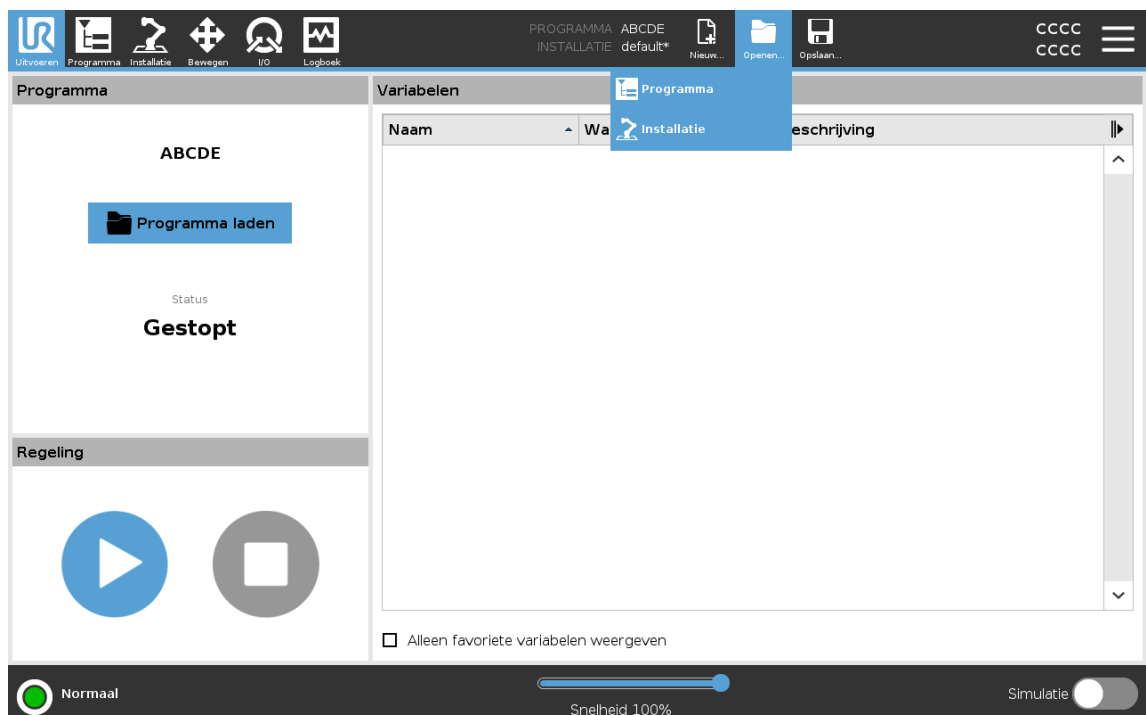 Uitvoeren Programma Installatie Bewegen I/O Logboek
PROGRAMMA ABCDE
INSTALLATIE default*
Nieuw... Openen... Opslaan...
CCCC
CCCC
Programma
Installatie
Programma
ABCDE
Programma laden
Status
Gestopt
Regeling
Variabelen
Naam Wa eschrijving
Alleen favoriete variabelen weergeven
Normaal
Snelheid 100%
Simulatie